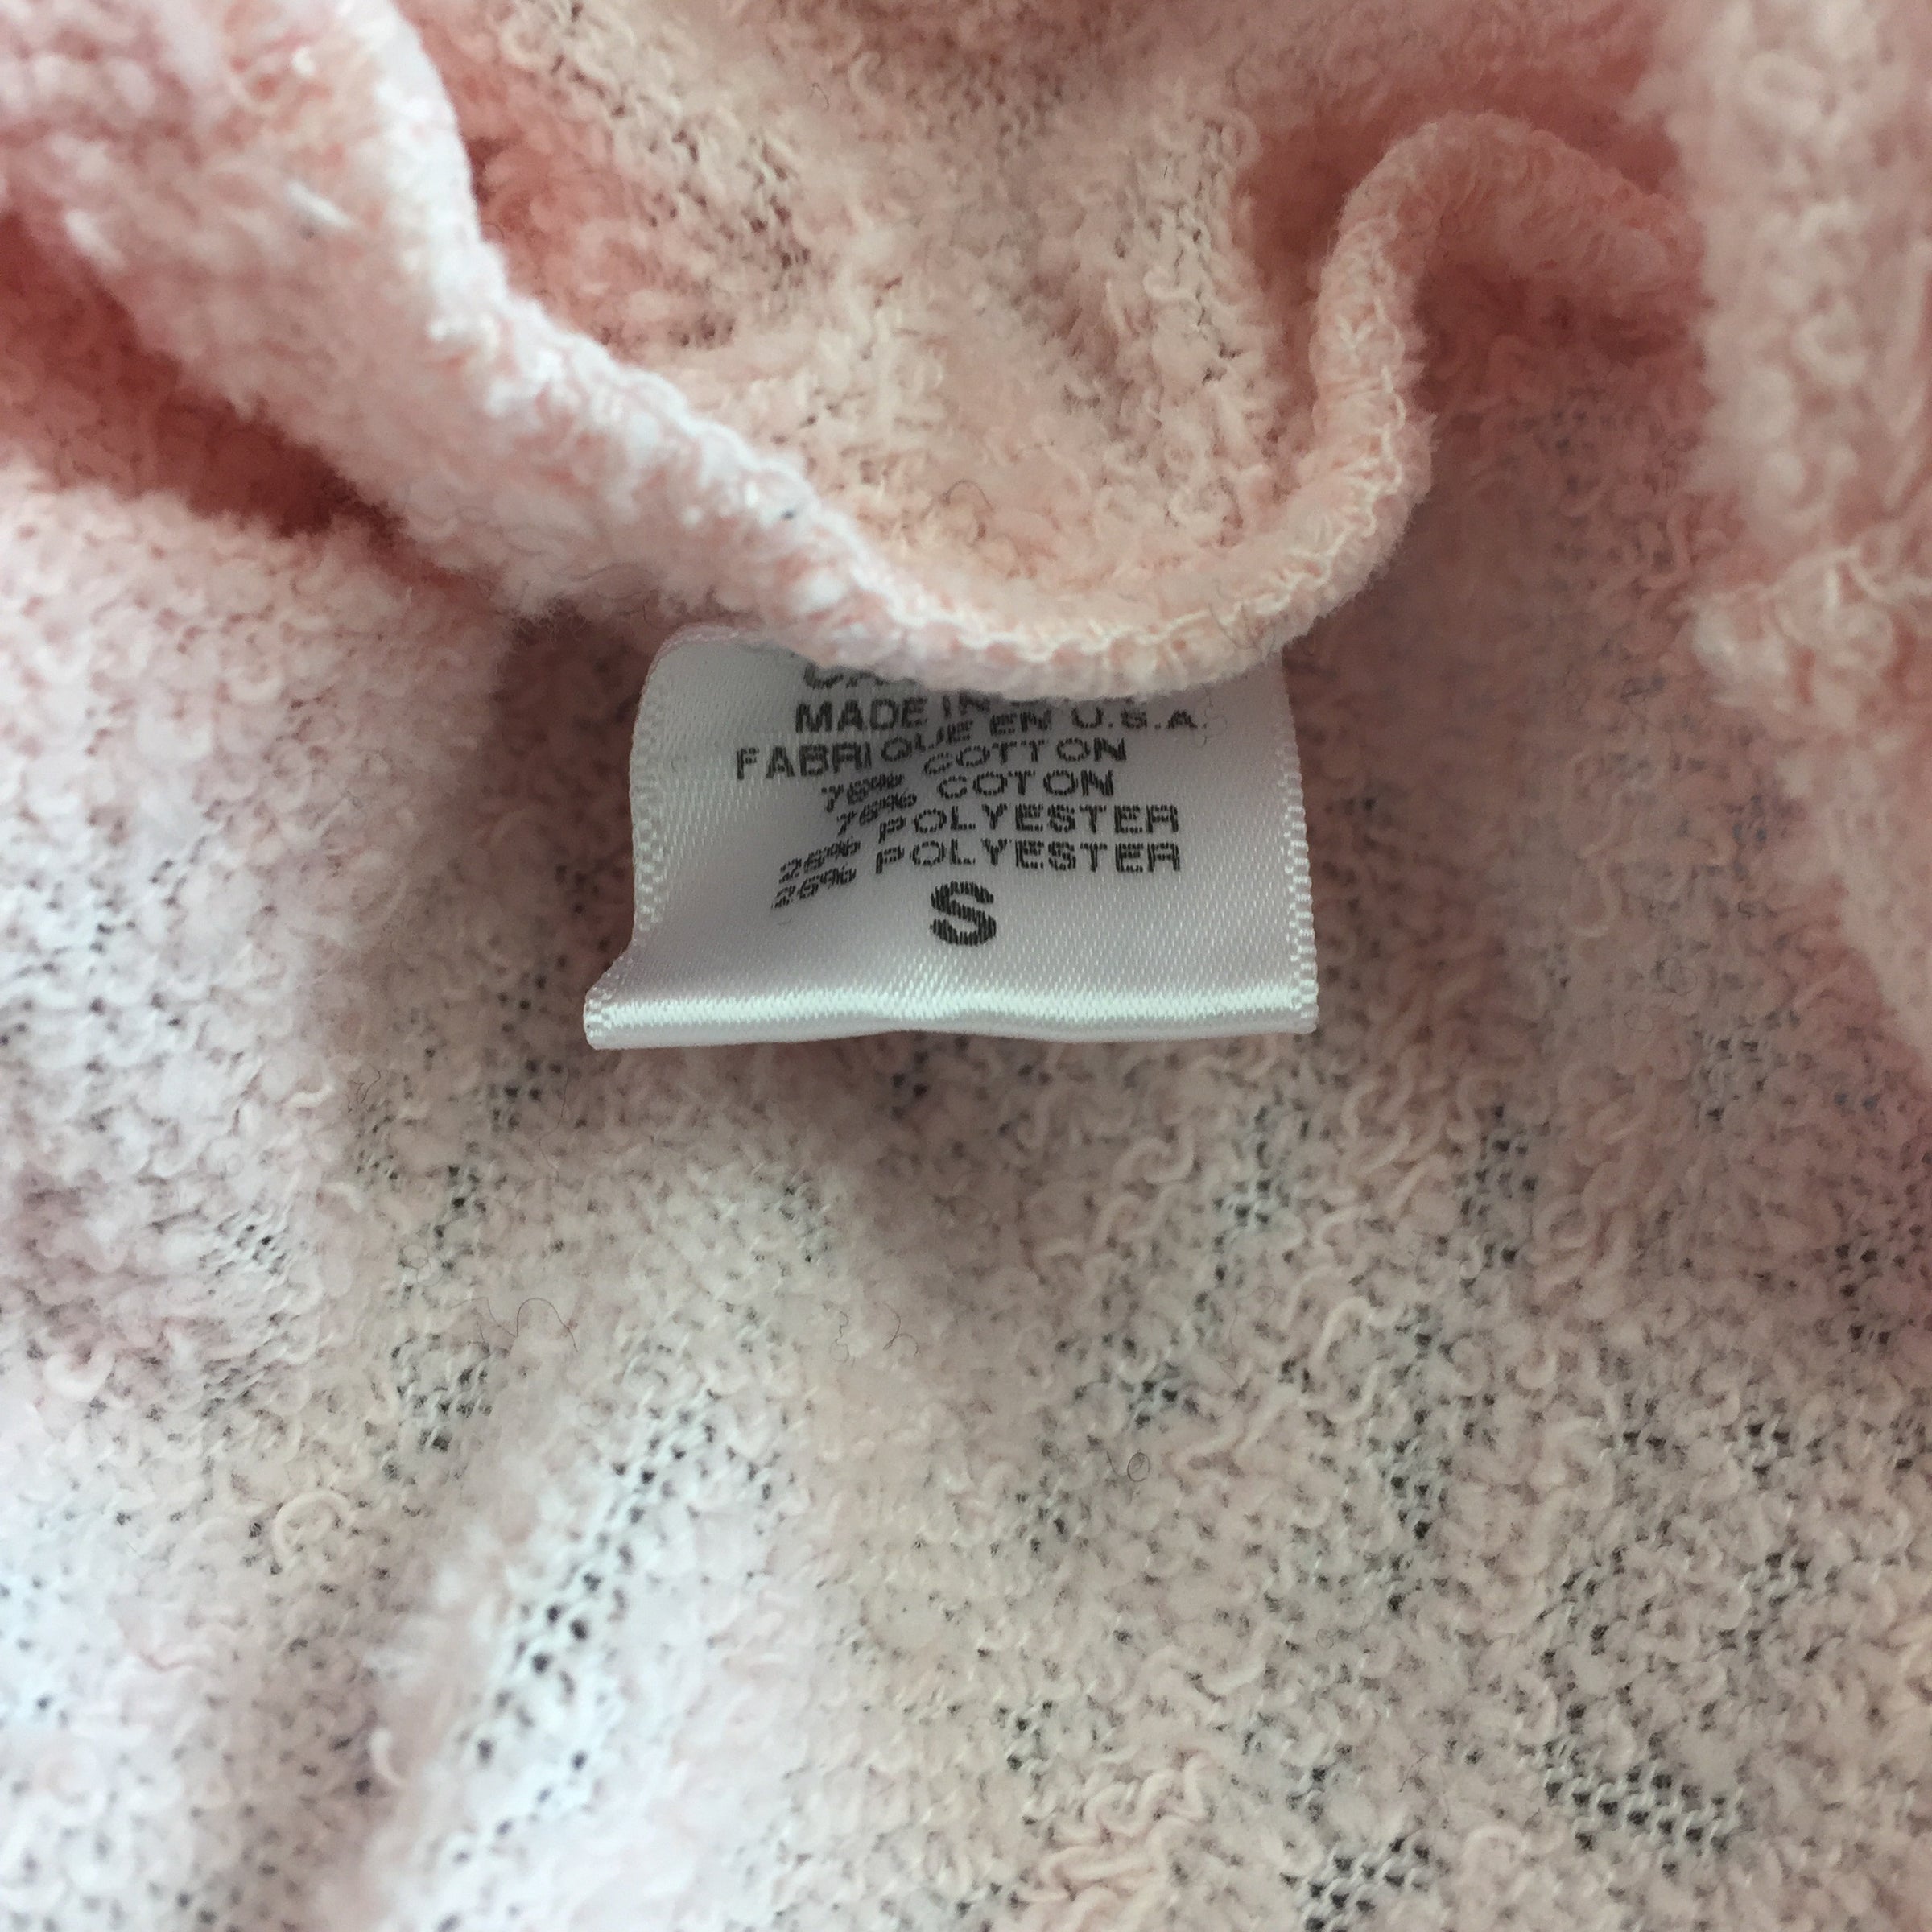 MADE IN
FABRIQUE EN U.S.A.
75% COTTON
75% COTON
25% POLYESTER
25% POLYESTER
S